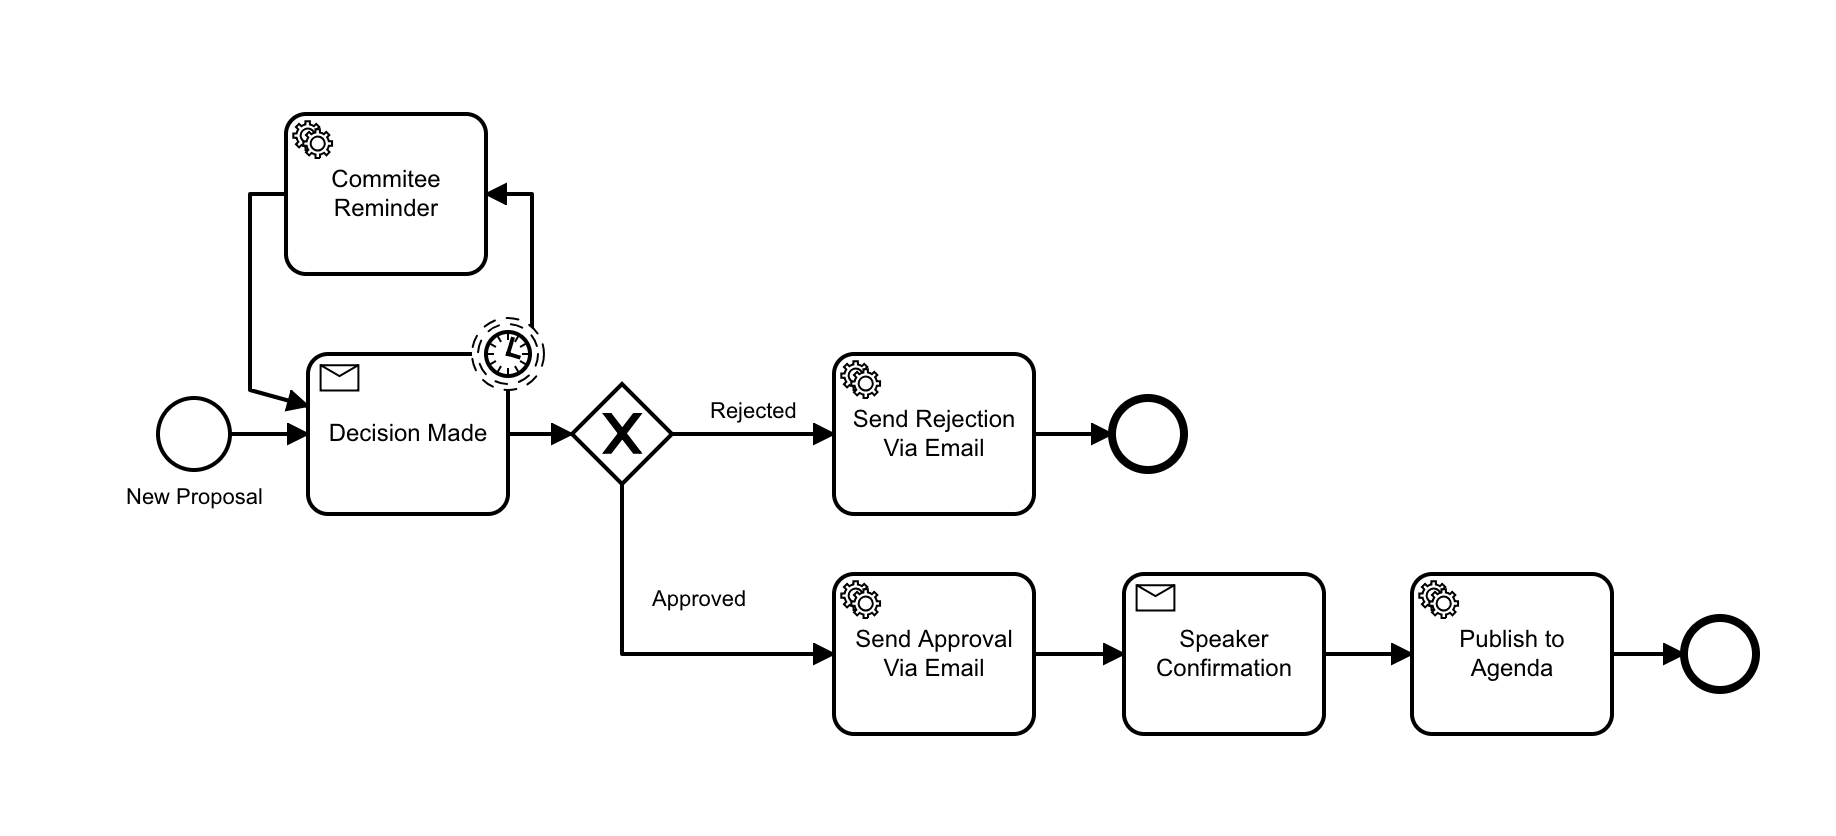 Commitee
Reminder
New Proposal
Decision Made
Rejected
Send Rejection
Via Email
Approved
Send Approval
Via Email
Speaker
Confirmation
Publish to
Agenda